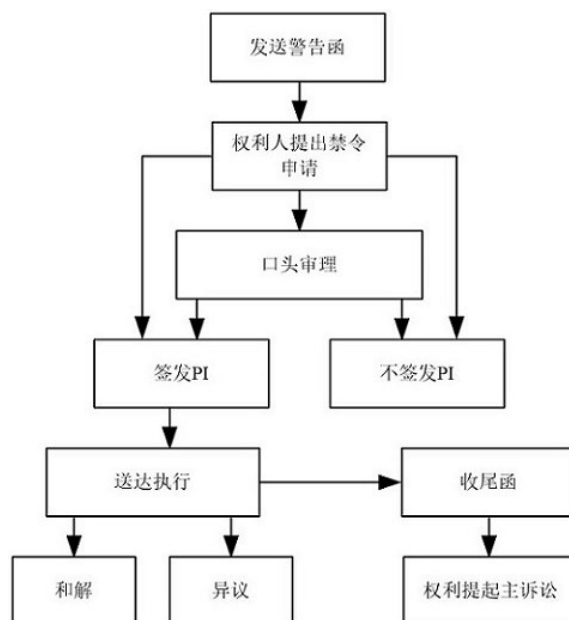 发送警告函
权利人提出禁令
申请
口头审理
签发PI
不签发PI
送达执行
收尾函
和解
异议
权利提起主诉讼